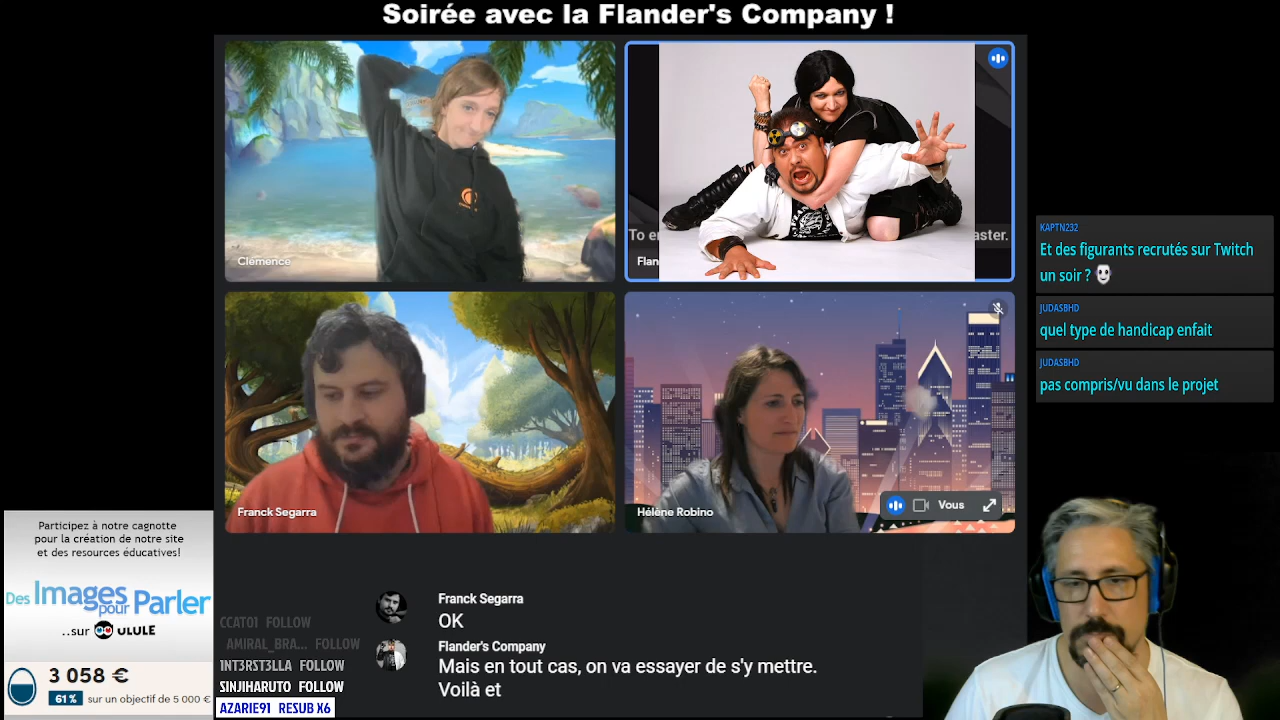 Soirée avec la Flander's Company !
Clémence
To e
aster.
Flan
KAPTN232
Et des figurants recrutés sur Twitch
un soir ?
JUDASBHD
quel type de handicap enfait
JUDASBHD
pas compris/vu dans le projet
Franck Segarra
Hélène Robino
Vous
Participez à notre cagnotte
pour la création de notre site
et des resources éducatives!
Des Images
pour Parler
..sur ULULE
3 058 €
61 % sur un objectif de 5 000 €
CCATO1 FOLLOW
AMIRAL_BRA... FOLLOW
1NT3RST3LLA FOLLOW
SINJIHARUTO FOLLOW
AZARIE91 RESUB X6
Franck Segarra
OK
Flander's Company
Mais en tout cas, on va essayer de s'y mettre.
Voilà et